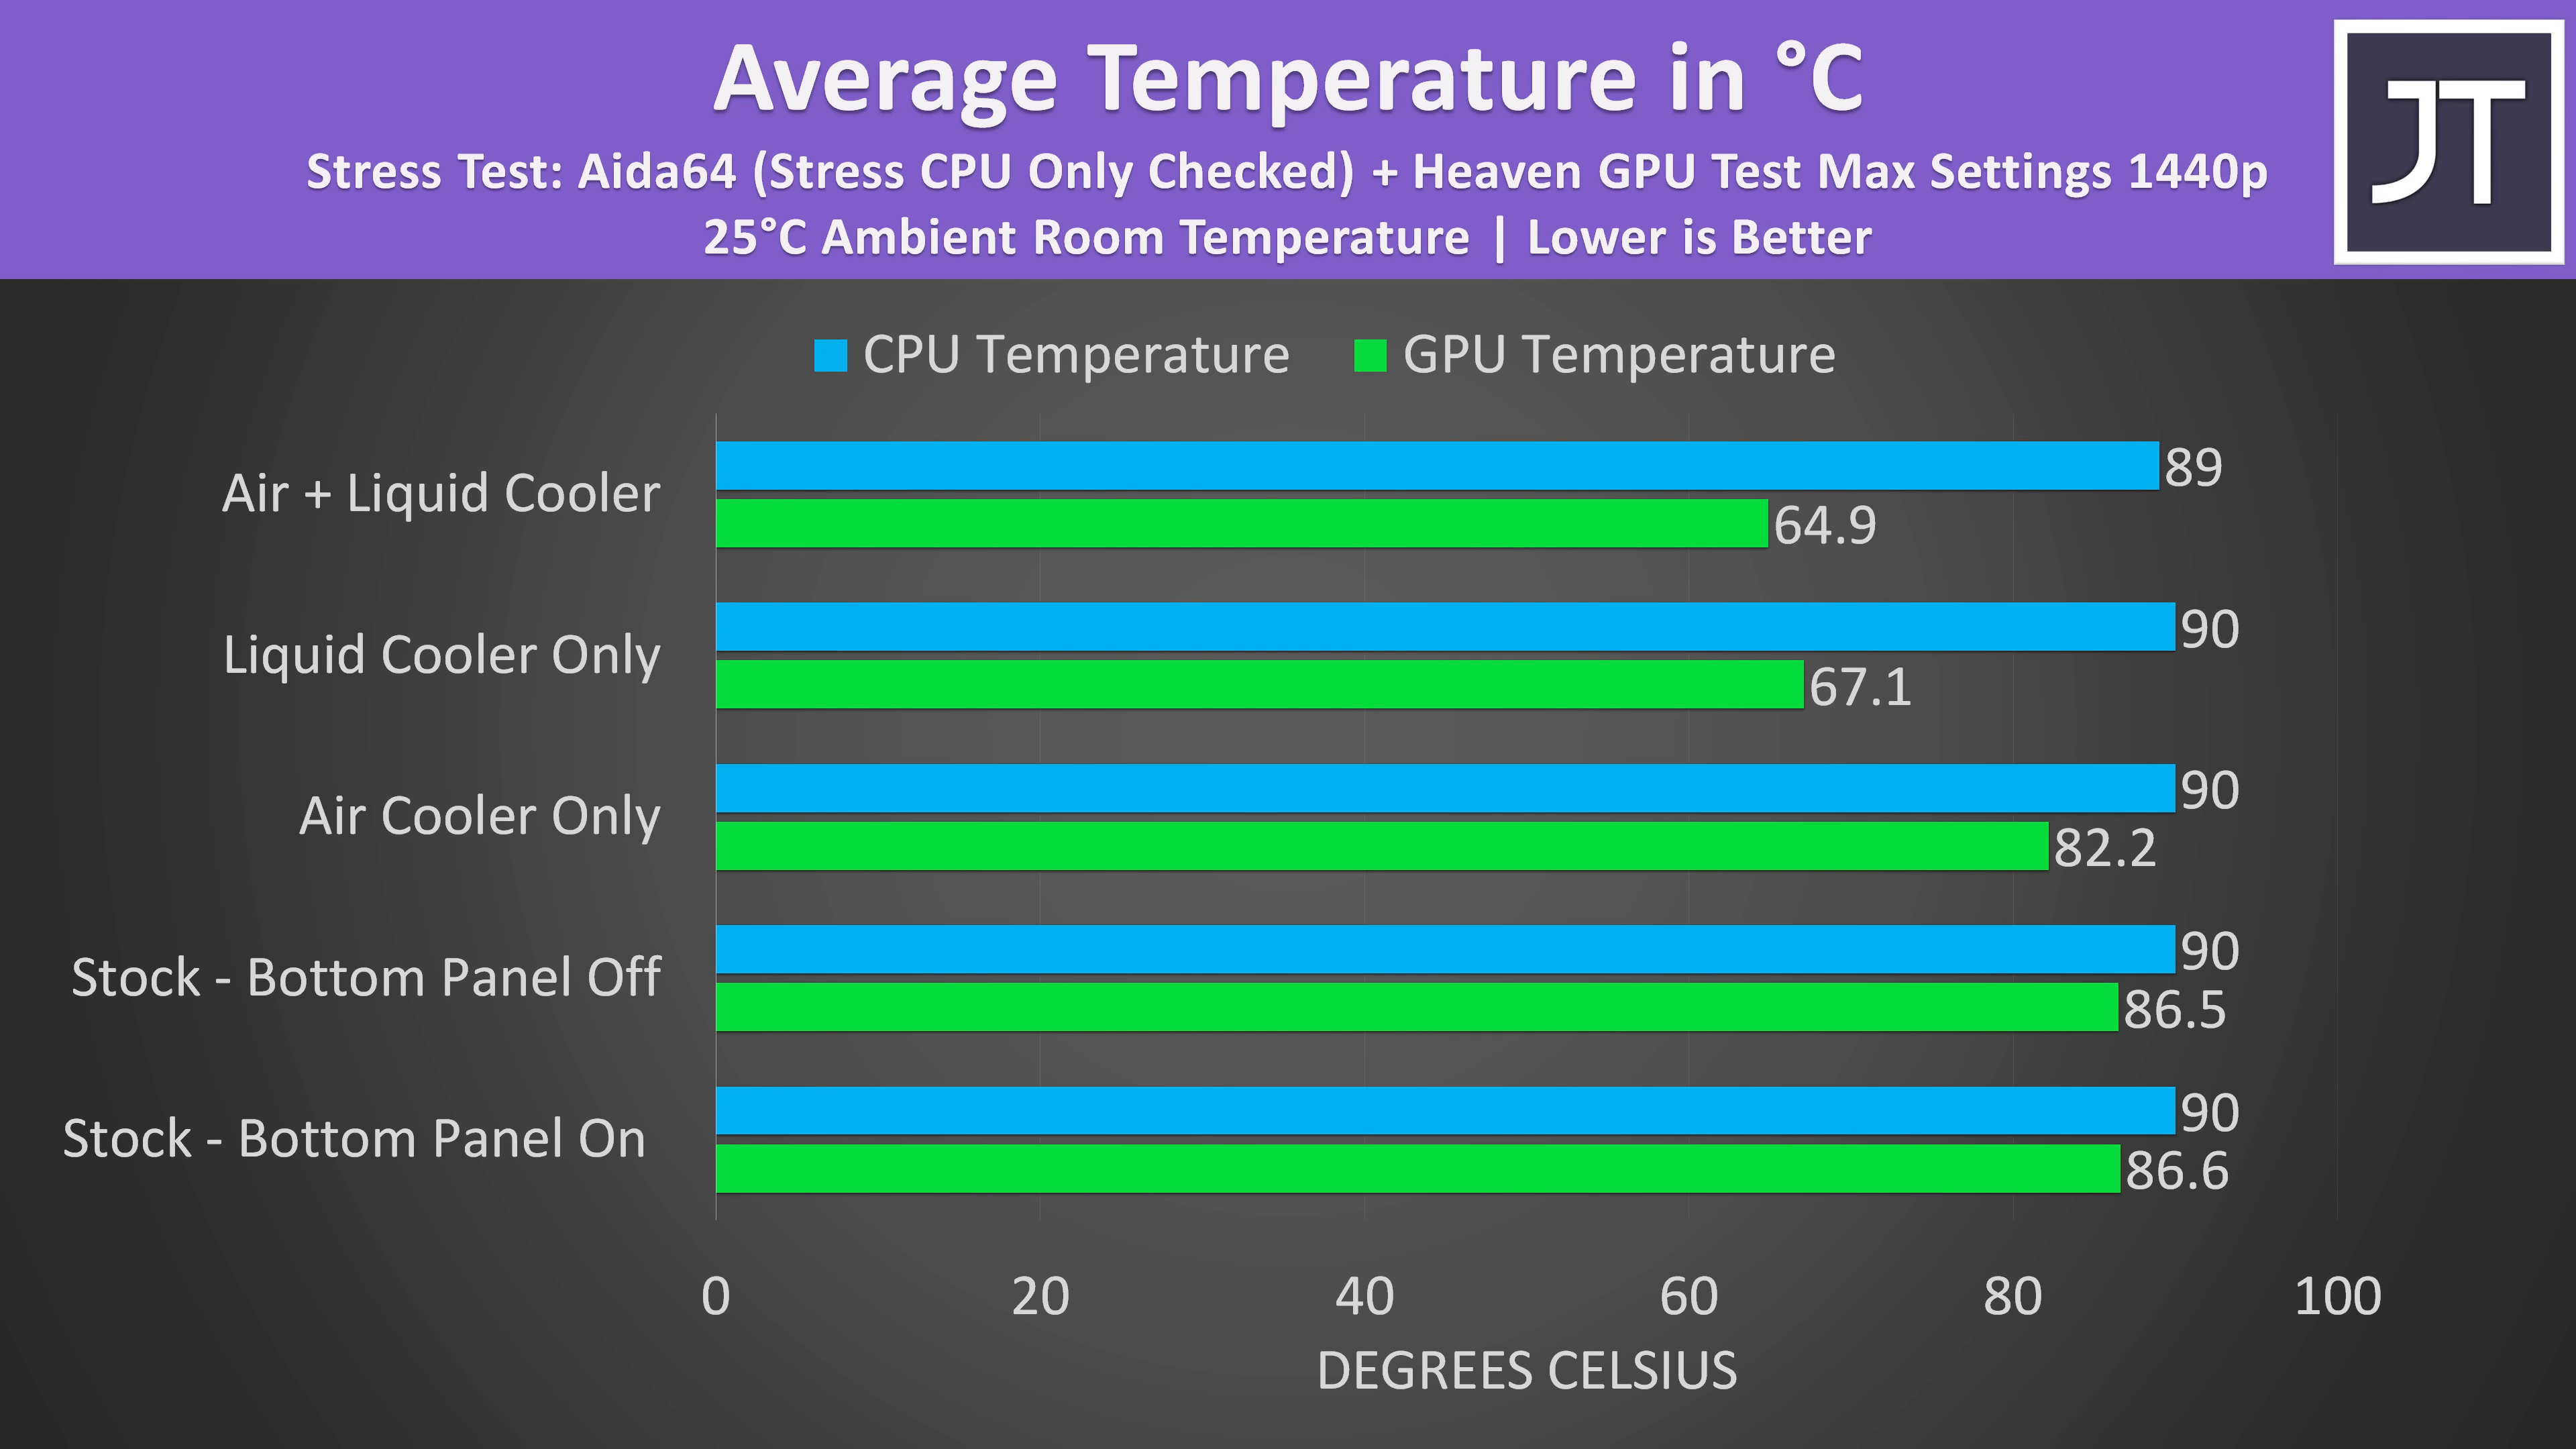 Average Temperature in °C
Stress Test: Aida64 (Stress CPU Only Checked) + Heaven GPU Test Max Settings 1440p
25°C Ambient Room Temperature | Lower is Better
JT
CPU Temperature GPU Temperature
Air + Liquid Cooler
89
64.9
Liquid Cooler Only
90
67.1
Air Cooler Only
90
82.2
Stock - Bottom Panel Off
90
86.5
Stock - Bottom Panel On
90
86.6
0 20 40 60 80 100
DEGREES CELSIUS